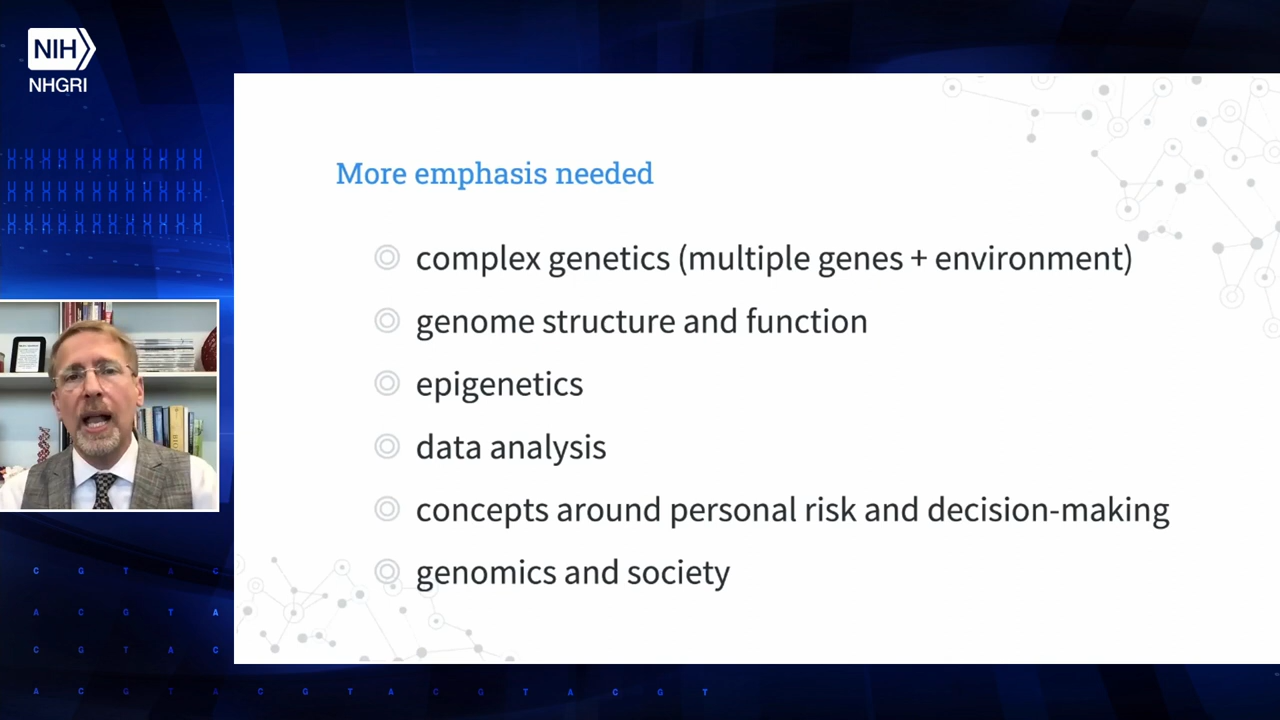 NIH
NHGRI
More emphasis needed
complex genetics (multiple genes + environment)
genome structure and function
epigenetics
data analysis
concepts around personal risk and decision-making
genomics and society
C G T A C
A C G T A
C G T A C
A C G T A C G T A C G T A C G T